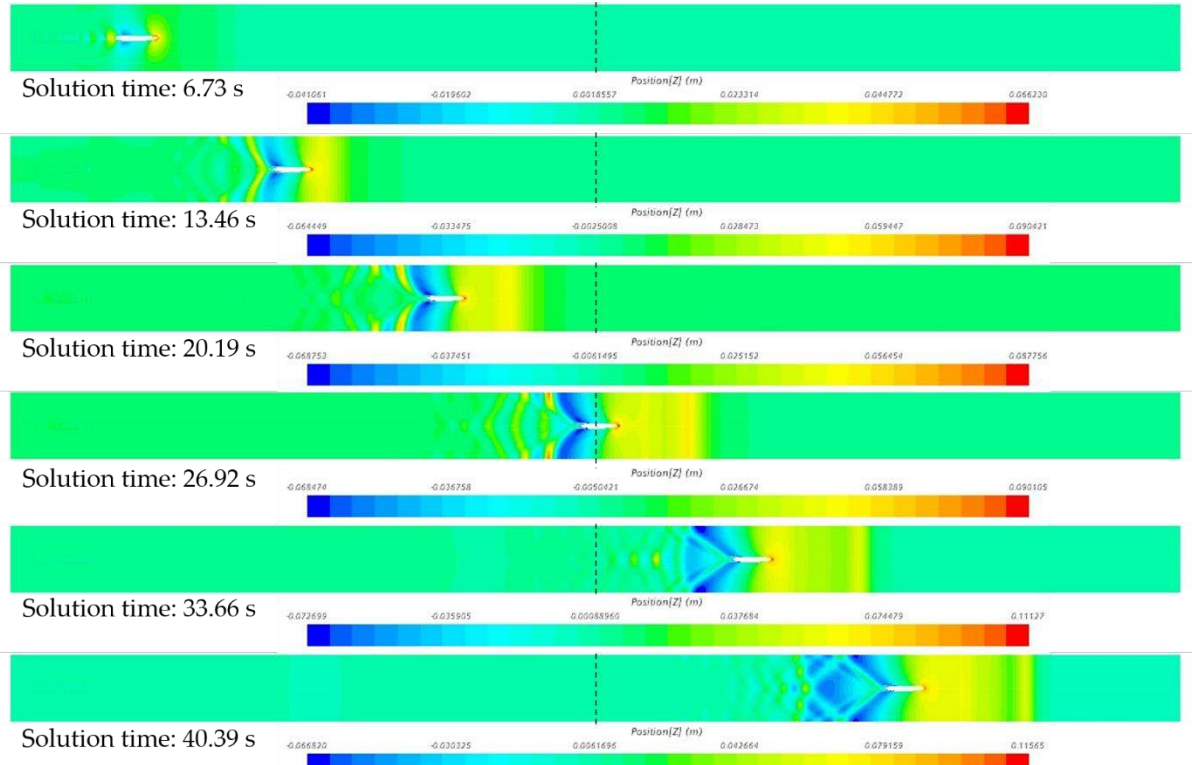 Solution time: 6.73 s
Position[Z] (m)
-0.041061 -0.019602 0.0018557 0.023314 0.044772 0.066230
Solution time: 13.46 s
Position[Z] (m)
-0.064449 -0.033475 -0.0025008 0.028473 0.059447 0.090421
Solution time: 20.19 s
Position[Z] (m)
-0.068753 -0.037451 -0.0061495 0.025152 0.056454 0.087756
Solution time: 26.92 s
Position[Z] (m)
-0.068474 -0.036758 -0.0050421 0.026674 0.058389 0.090105
Solution time: 33.66 s
Position[Z] (m)
-0.072699 -0.035905 0.00088960 0.037684 0.074479 0.11127
Solution time: 40.39 s
Position[Z] (m)
-0.066820 -0.030325 0.0061696 0.042664 0.079159 0.11565